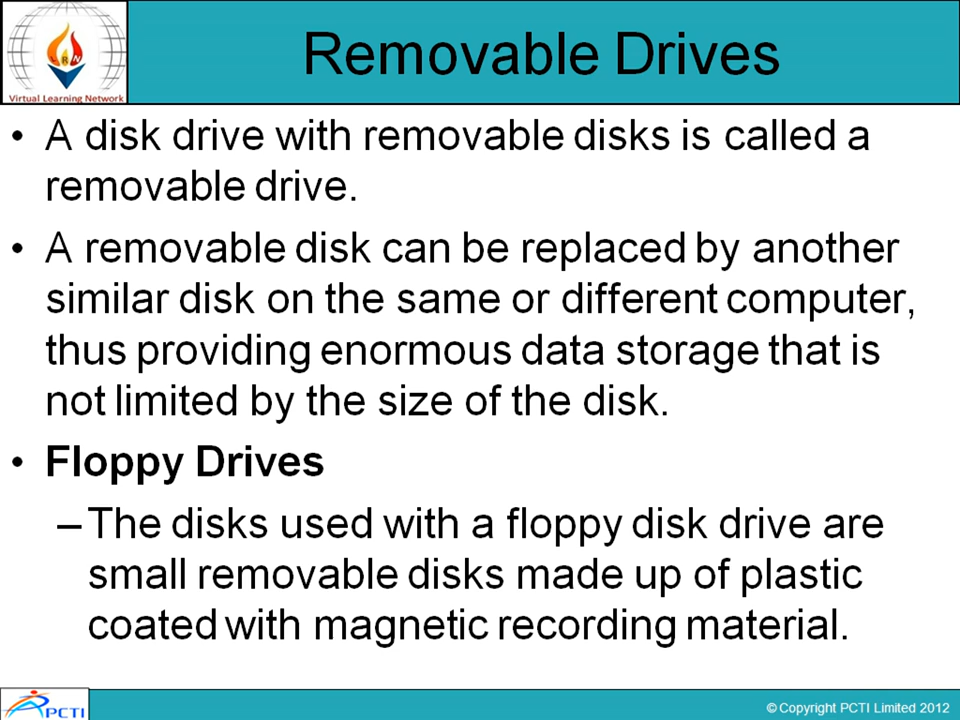 Removable Drives
Virtual Learning Network
• A disk drive with removable disks is called a
removable drive.
• A removable disk can be replaced by another
similar disk on the same or different computer,
thus providing enormous data storage that is
not limited by the size of the disk.
• Floppy Drives
– The disks used with a floppy disk drive are
small removable disks made up of plastic
coated with magnetic recording material.
PCTI
© Copyright PCTI Limited 2012